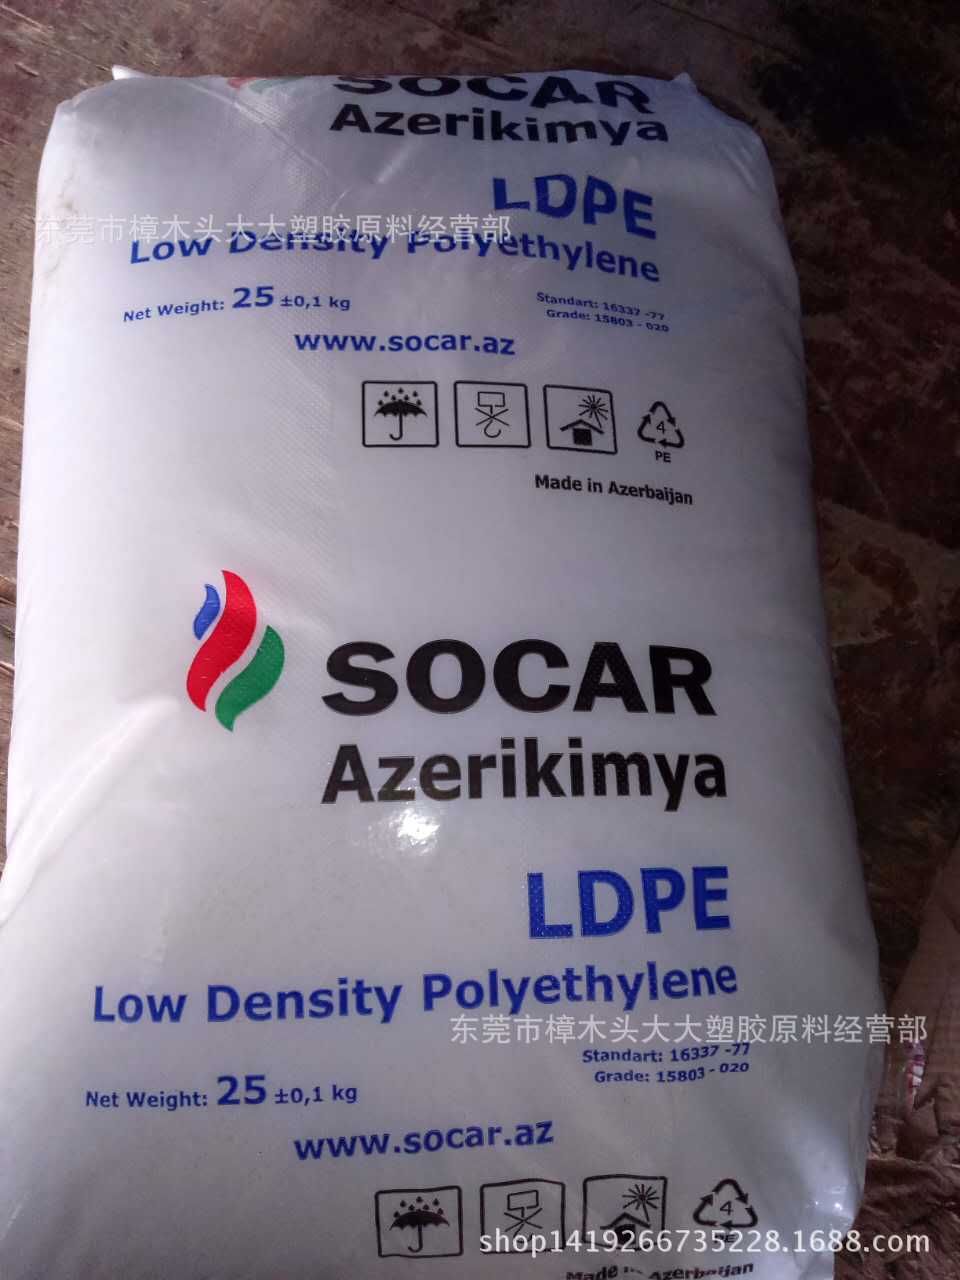 SOCAR
Azerikimya
LDPE
东莞市樟木头大大塑胶原料经营部
Low Density Polyethylene
Net Weight: 25 ±0,1 kg
Standart: 16337 -77
Grade: 15803 - 020
www.socar.az
4
PE
Made in Azerbaijan
SOCAR
Azerikimya
LDPE
Low Density Polyethylene
东莞市樟木头大大塑胶原料经营部
Standart: 16337 -77
Grade: 15803 - 020
Net Weight: 25 ±0,1 kg
www.socar.az
4
PE
shop1419266735228.1688.com
Made in Azerbaijan